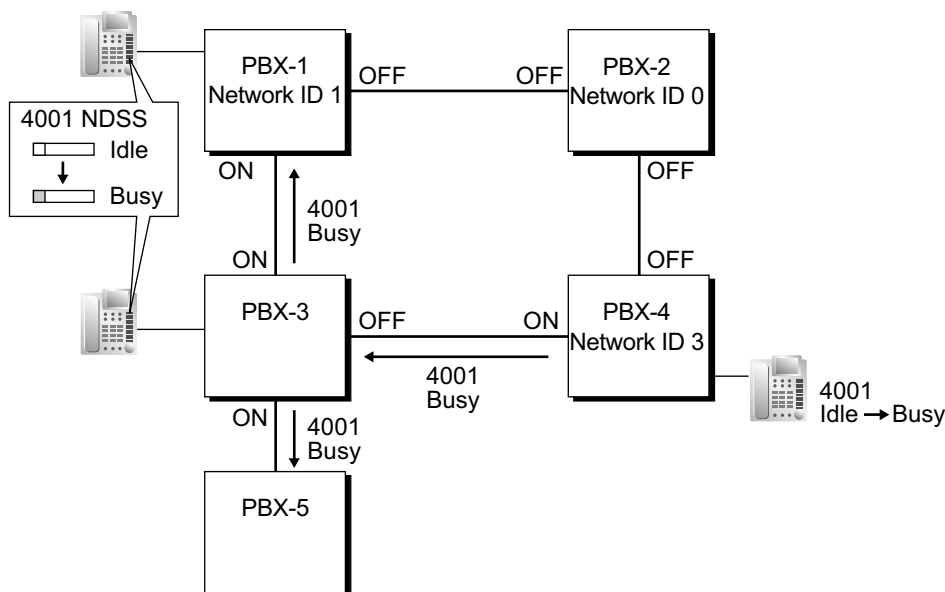 PBX-1
Network ID 1
OFF
OFF
PBX-2
Network ID 0
4001 NDSS
Idle
Busy
ON
OFF
4001
Busy
ON
OFF
PBX-3
OFF
ON
PBX-4
Network ID 3
4001
Busy
4001
Idle → Busy
ON
4001
Busy
PBX-5